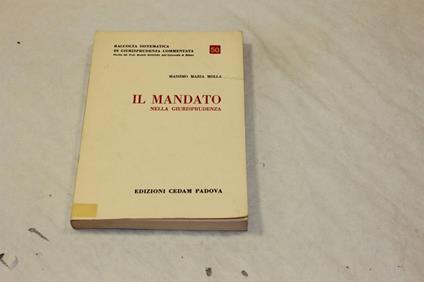 RACCOLTA SISTEMATICA
DI GIURISPRUDENZA COMMENTATA
50
MASSIMO MARIA MOLLA
IL MANDATO
NELLA GIURISPRUDENZA
EDIZIONI CEDAM PADOVA